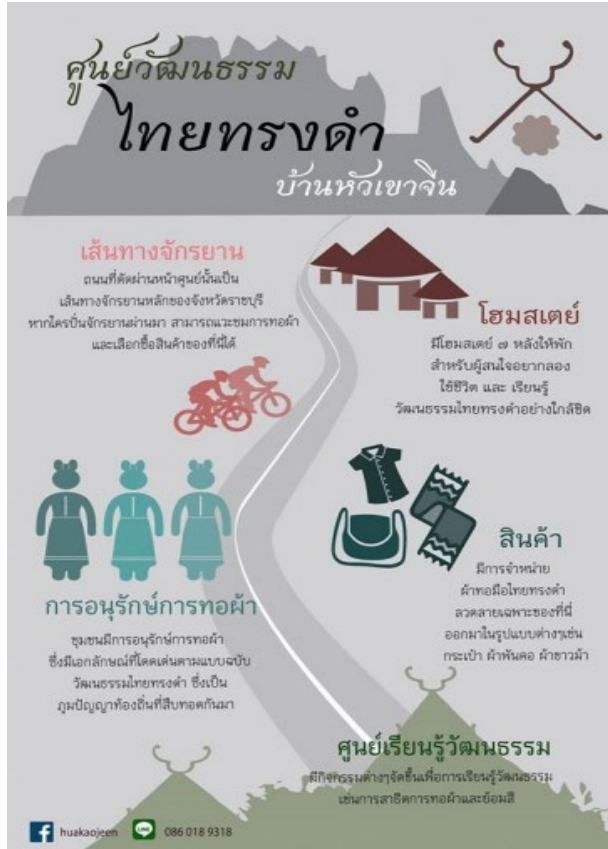 ศูนย์วัฒนธรรม
ไทยทรงดำ
บ้านหัวเขาจีน
เส้นทางจักรยาน
ถนนที่ตัดผ่านหน้าศูนย์นั้นเป็น
เส้นทางจักรยานหลักของจังหวัดราชบุรี
หากใครปั่นจักรยานผ่านมา สามารถแวะชมการทอผ้า
และเลือกซื้อสินค้าของที่นี่ได้
โฮมสเตย์
มีโฮมสเตย์ ๗ หลังให้พัก
สำหรับผู้สนใจอยากลอง
ใช้ชีวิต และ เรียนรู้
วัฒนธรรมไทยทรงดำอย่างใกล้ชิด
การอนุรักษ์การทอผ้า
ชุมชนมีการอนุรักษ์การทอผ้า
ซึ่งมีเอกลักษณ์ที่โดดเด่นตามแบบฉบับ
วัฒนธรรมไทยทรงดำ ซึ่งเป็น
ภูมปัญญาท้องถิ่นที่สืบทอดกันมา
สินค้า
มีการจำหน่าย
ผ้าทอมือไทยทรงดำ
ลวดลายเฉพาะของที่นี่
ออกมาในรูปแบบต่างๆเช่น
กระเป๋า ผ้าพันคอ ผ้าขาวม้า
ศูนย์เรียนรู้วัฒนธรรม
มีกิจกรรมต่างๆจัดขึ้นเพื่อการเรียนรู้วัฒนธรรม
เช่นการสาธิตการทอผ้าและย้อมสี
huakaojeen LINE 086 018 9318